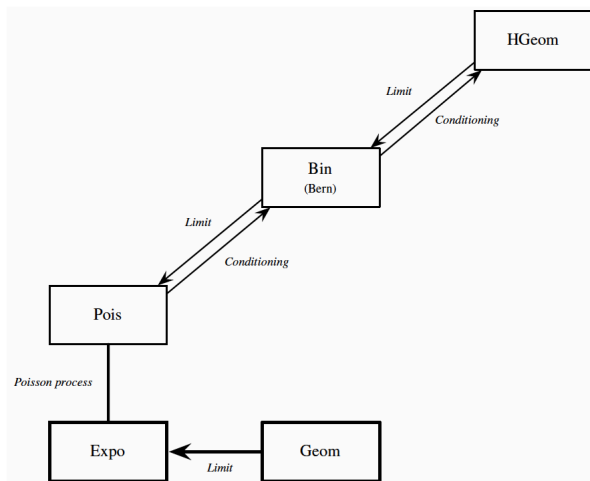 HGeom
Limit
Conditioning
Bin
(Bern)
Limit
Conditioning
Pois
Poisson process
Expo
Geom
Limit